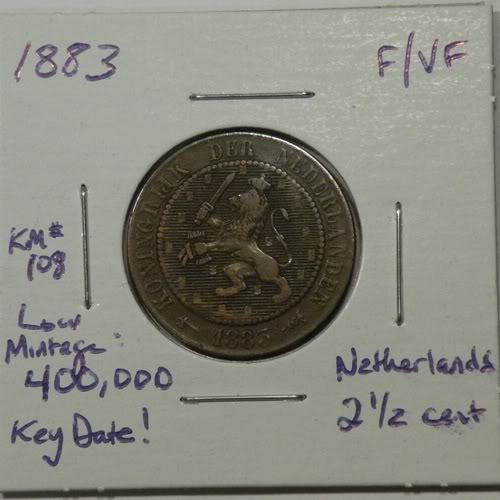 1883
F/VF
KONINGRIJK DER NEDERLANDEN
1883
KM#
108
Low
Mintage:
400,000
Key Date!
Netherlands
2 1/2 cent